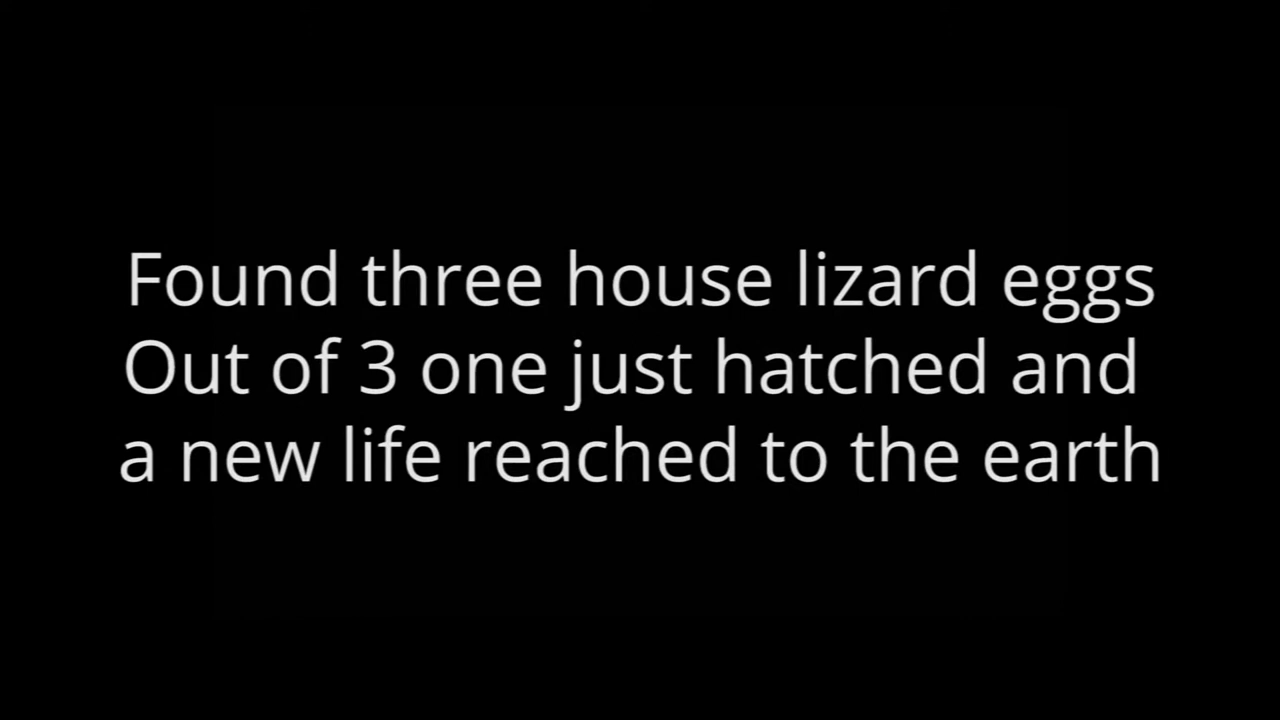 Found three house lizard eggs
Out of 3 one just hatched and
a new life reached to the earth